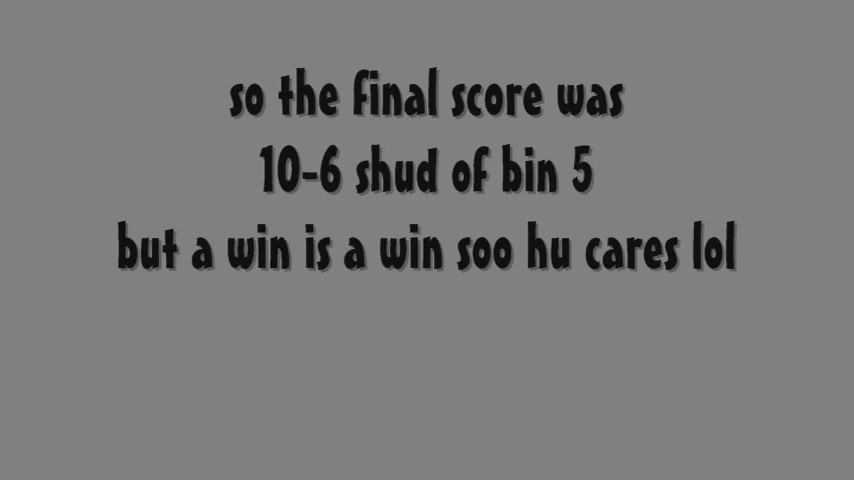 so the final score was
10-6 shud of bin 5
but a win is a win soo hu cares lol